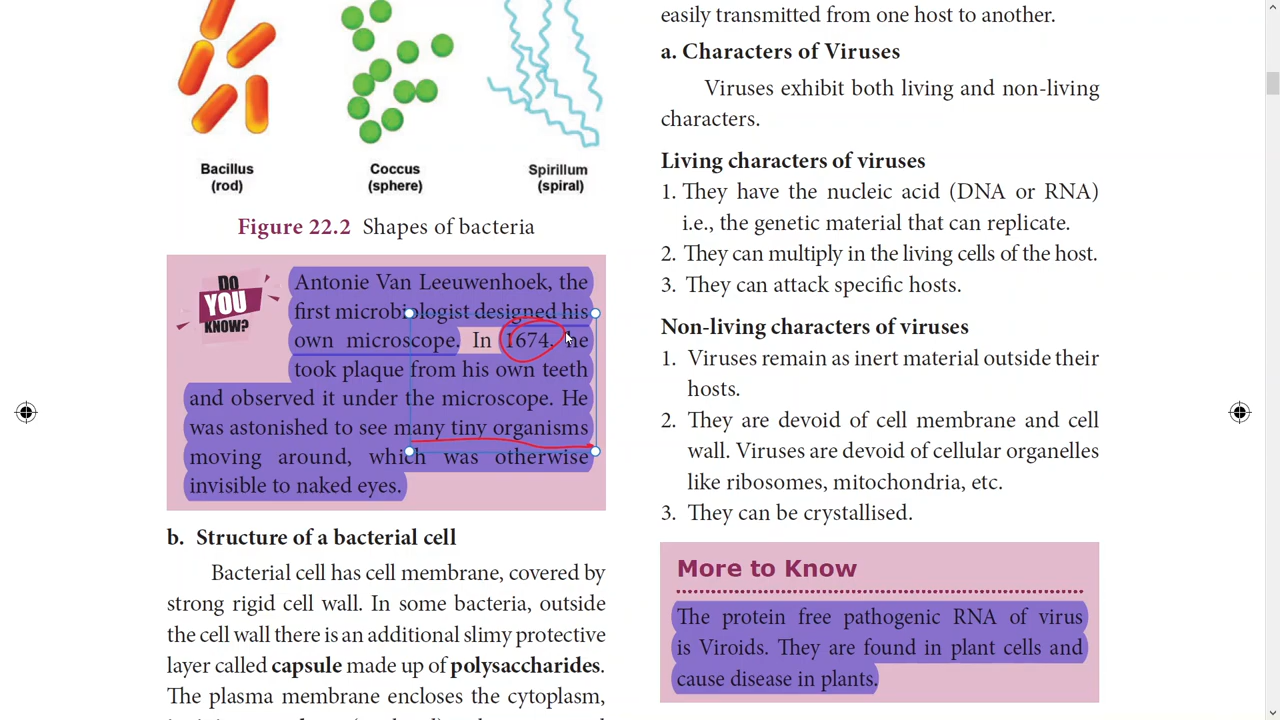 Bacillus
(rod)
Coccus
(sphere)
Spirillum
(spiral)
Figure 22.2 Shapes of bacteria
DO
YOU
KNOW?
Antonie Van Leeuwenhoek, the
first microbiologist designed his
own microscope. In 1674, he
took plaque from his own teeth
and observed it under the microscope. He
was astonished to see many tiny organisms
moving around, which was otherwise
invisible to naked eyes.
b. Structure of a bacterial cell
Bacterial cell has cell membrane, covered by
strong rigid cell wall. In some bacteria, outside
the cell wall there is an additional slimy protective
layer called capsule made up of polysaccharides.
The plasma membrane encloses the cytoplasm,
easily transmitted from one host to another.
a. Characters of Viruses
Viruses exhibit both living and non-living
characters.
Living characters of viruses
1. They have the nucleic acid (DNA or RNA)
i.e., the genetic material that can replicate.
2. They can multiply in the living cells of the host.
3. They can attack specific hosts.
Non-living characters of viruses
1. Viruses remain as inert material outside their
hosts.
2. They are devoid of cell membrane and cell
wall. Viruses are devoid of cellular organelles
like ribosomes, mitochondria, etc.
3. They can be crystallised.
More to Know
The protein free pathogenic RNA of virus
is Viroids. They are found in plant cells and
cause disease in plants.